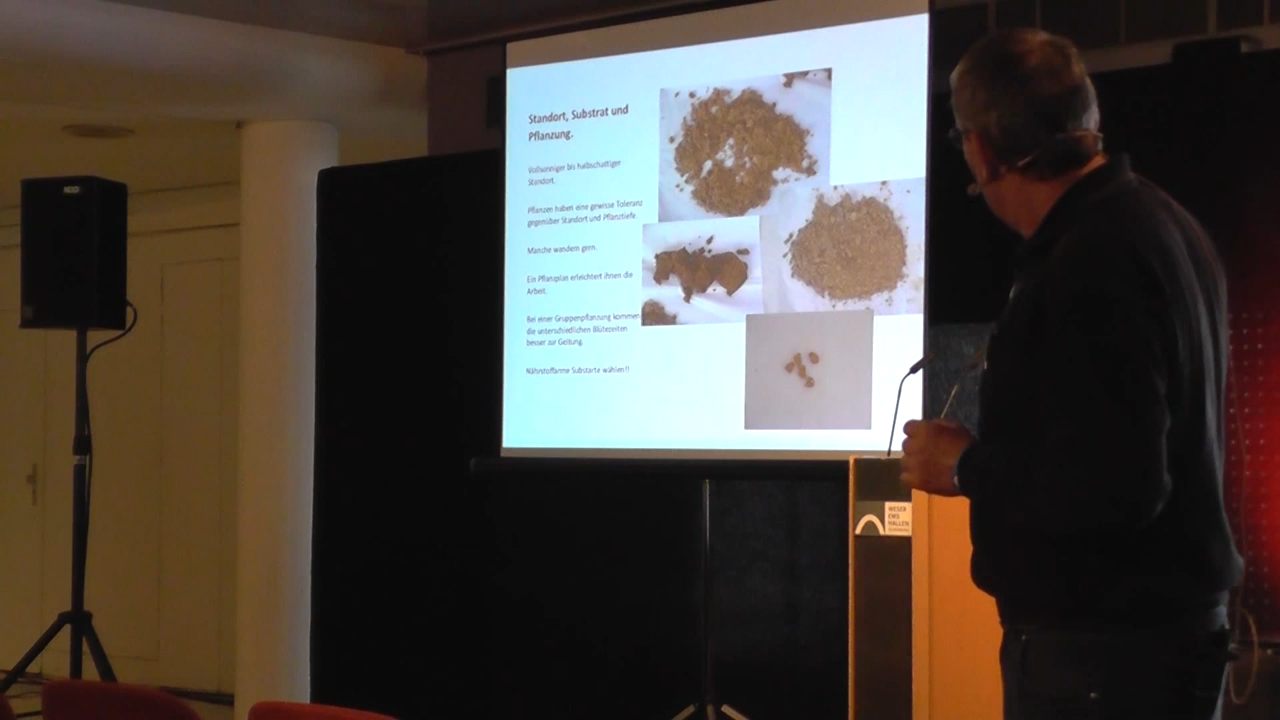 Standort, Substrat und
Pflanzung.
Vollsonniger bis halbschattiger
Standort.
Pflanzen haben eine gewisse Toleranz
gegenüber Standort und Pflanztiefe.
Manche wandern gern.
Ein Pflanzplan erleichtert ihnen die
Arbeit.
Bei einer Gruppenpflanzung kommen
die unterschiedlichen Blütezeiten
besser zur Geltung.
Nährstoffarme Substarte wählen!!
WESER
EMS
HALLEN